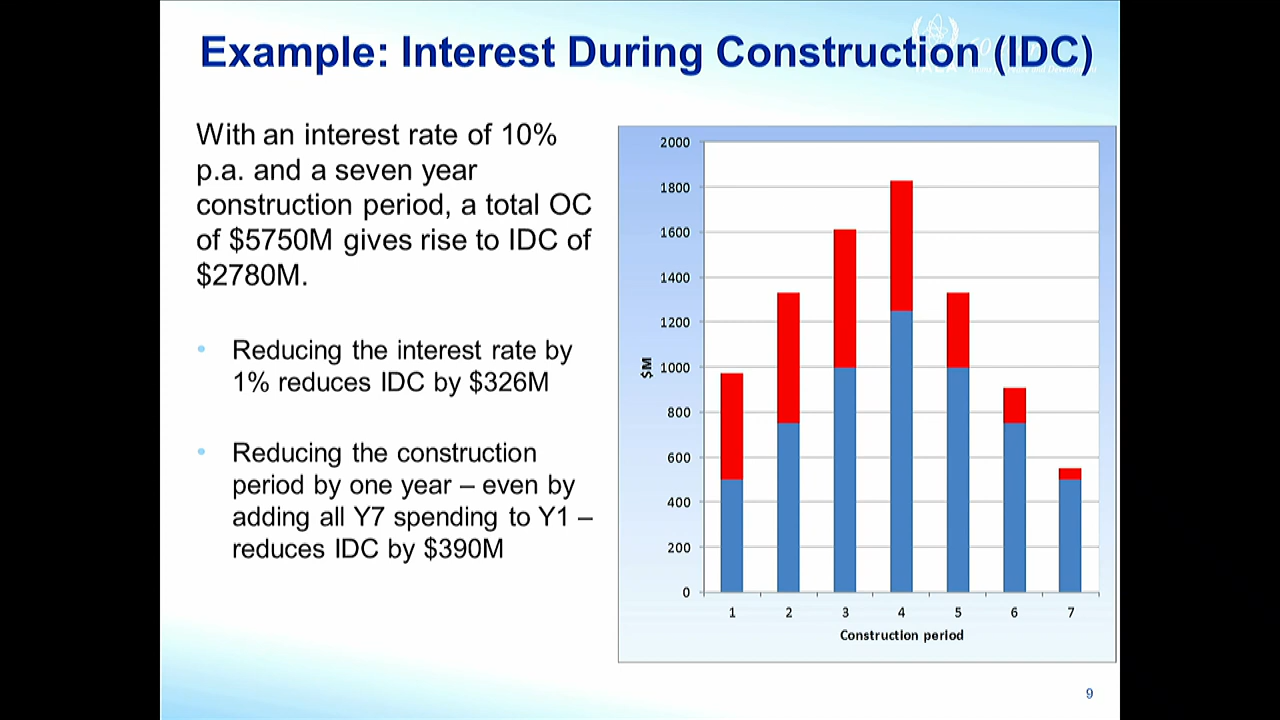 Example: Interest During Construction (IDC)
With an interest rate of 10%
p.a. and a seven year
construction period, a total OC
of $5750M gives rise to IDC of
$2780M.
• Reducing the interest rate by
1% reduces IDC by $326M
• Reducing the construction
period by one year – even by
adding all Y7 spending to Y1 –
reduces IDC by $390M
2000
1800
1600
1400
1200
1000
800
600
400
200
0
$M
1 2 3 4 5 6 7
Construction period
9